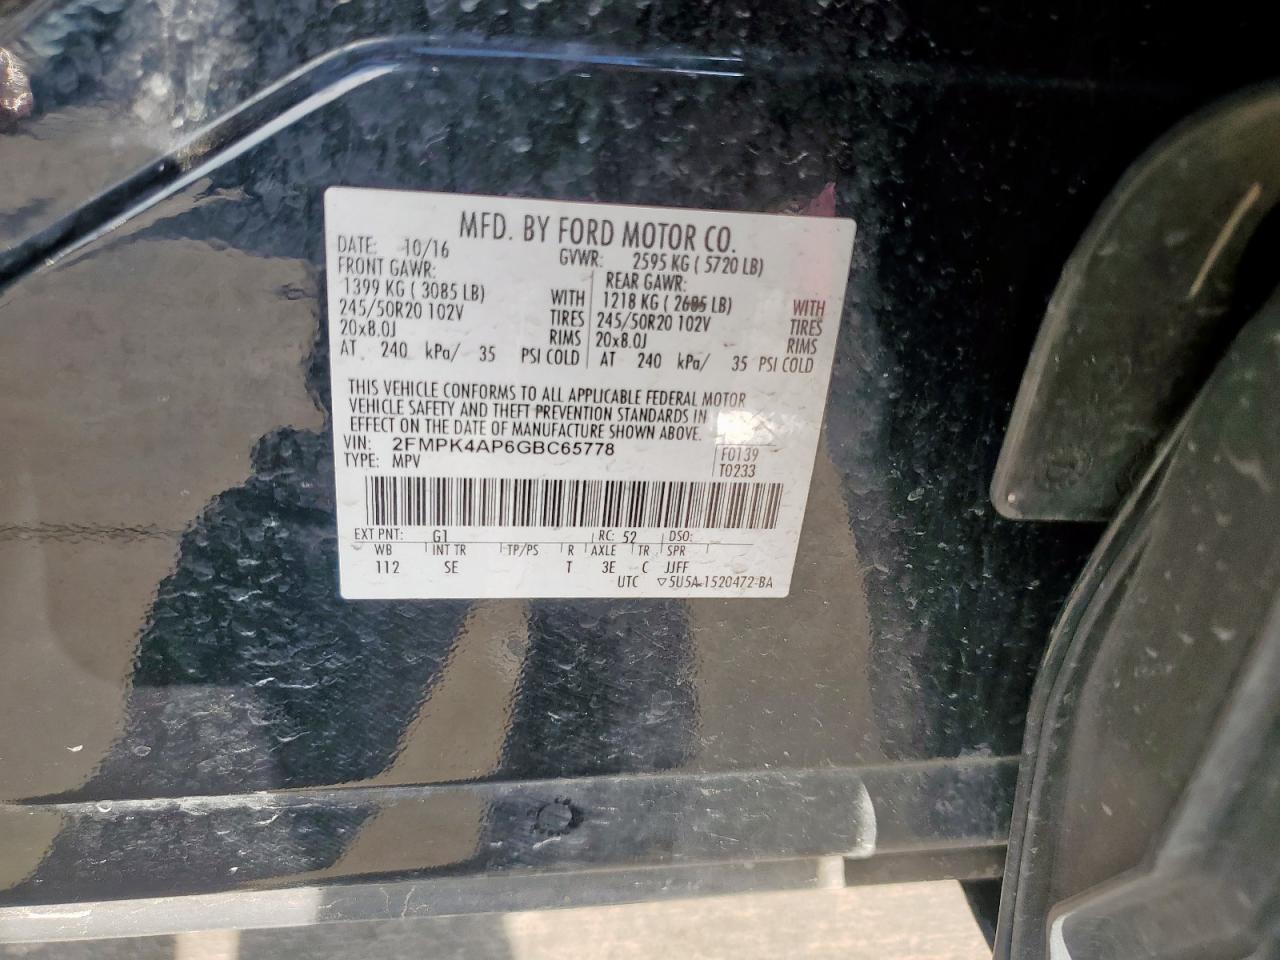 MFD. BY FORD MOTOR CO.
DATE: 10/16 GVWR: 2595 KG ( 5720 LB)
FRONT GAWR: REAR GAWR:
1399 KG ( 3085 LB) WITH 1218 KG ( 2685 LB) WITH
245/50R20 102V TIRES 245/50R20 102V TIRES
20x8.0J RIMS 20x8.0J RIMS
AT 240 kPa/ 35 PSI COLD AT 240 kPa/ 35 PSI COLD
THIS VEHICLE CONFORMS TO ALL APPLICABLE FEDERAL MOTOR
VEHICLE SAFETY AND THEFT PREVENTION STANDARDS IN
EFFECT ON THE DATE OF MANUFACTURE SHOWN ABOVE.
VIN: 2FMPK4AP6GBC65778 F0139
TYPE: MPV T0233
EXT PNT: G1 RC: 52 DSO:
WB INT TR TP/PS R AXLE TR SPR
112 SE T 3E C JJFF
UTC ▽5U5A-1520472-BA